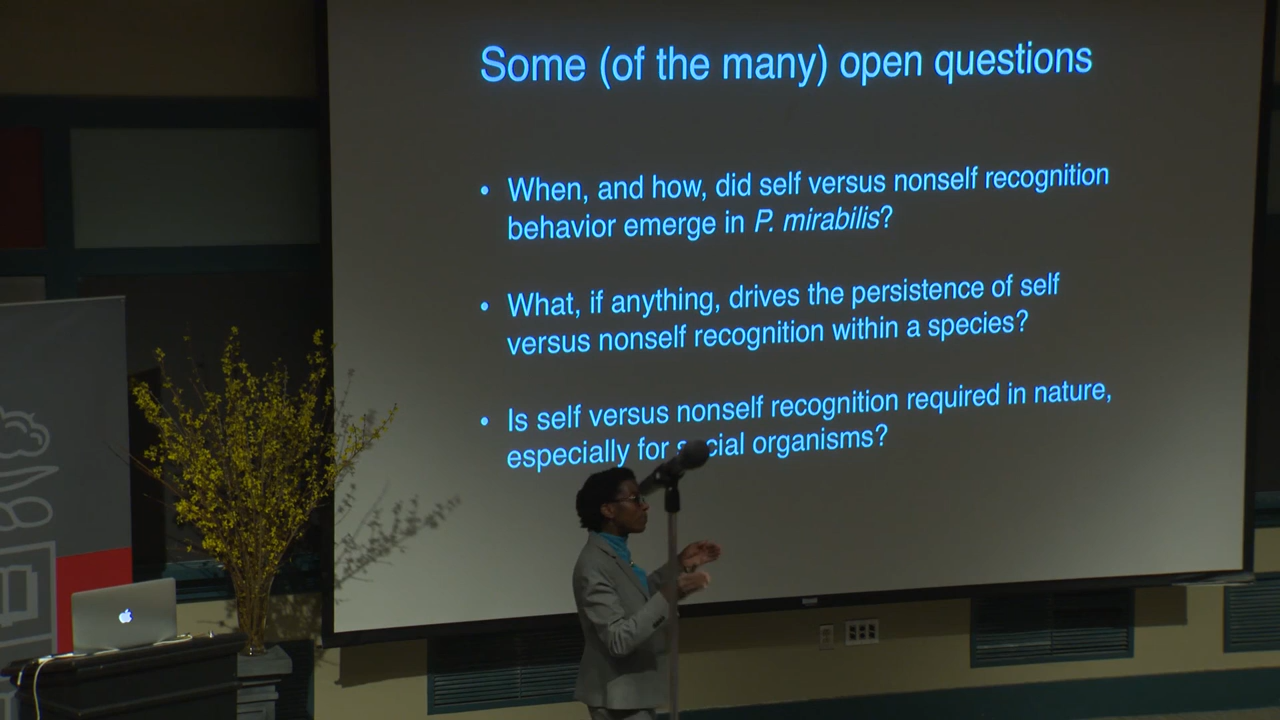 Some (of the many) open questions
• When, and how, did self versus nonself recognition
behavior emerge in P. mirabilis?
• What, if anything, drives the persistence of self
versus nonself recognition within a species?
• Is self versus nonself recognition required in nature,
especially for social organisms?